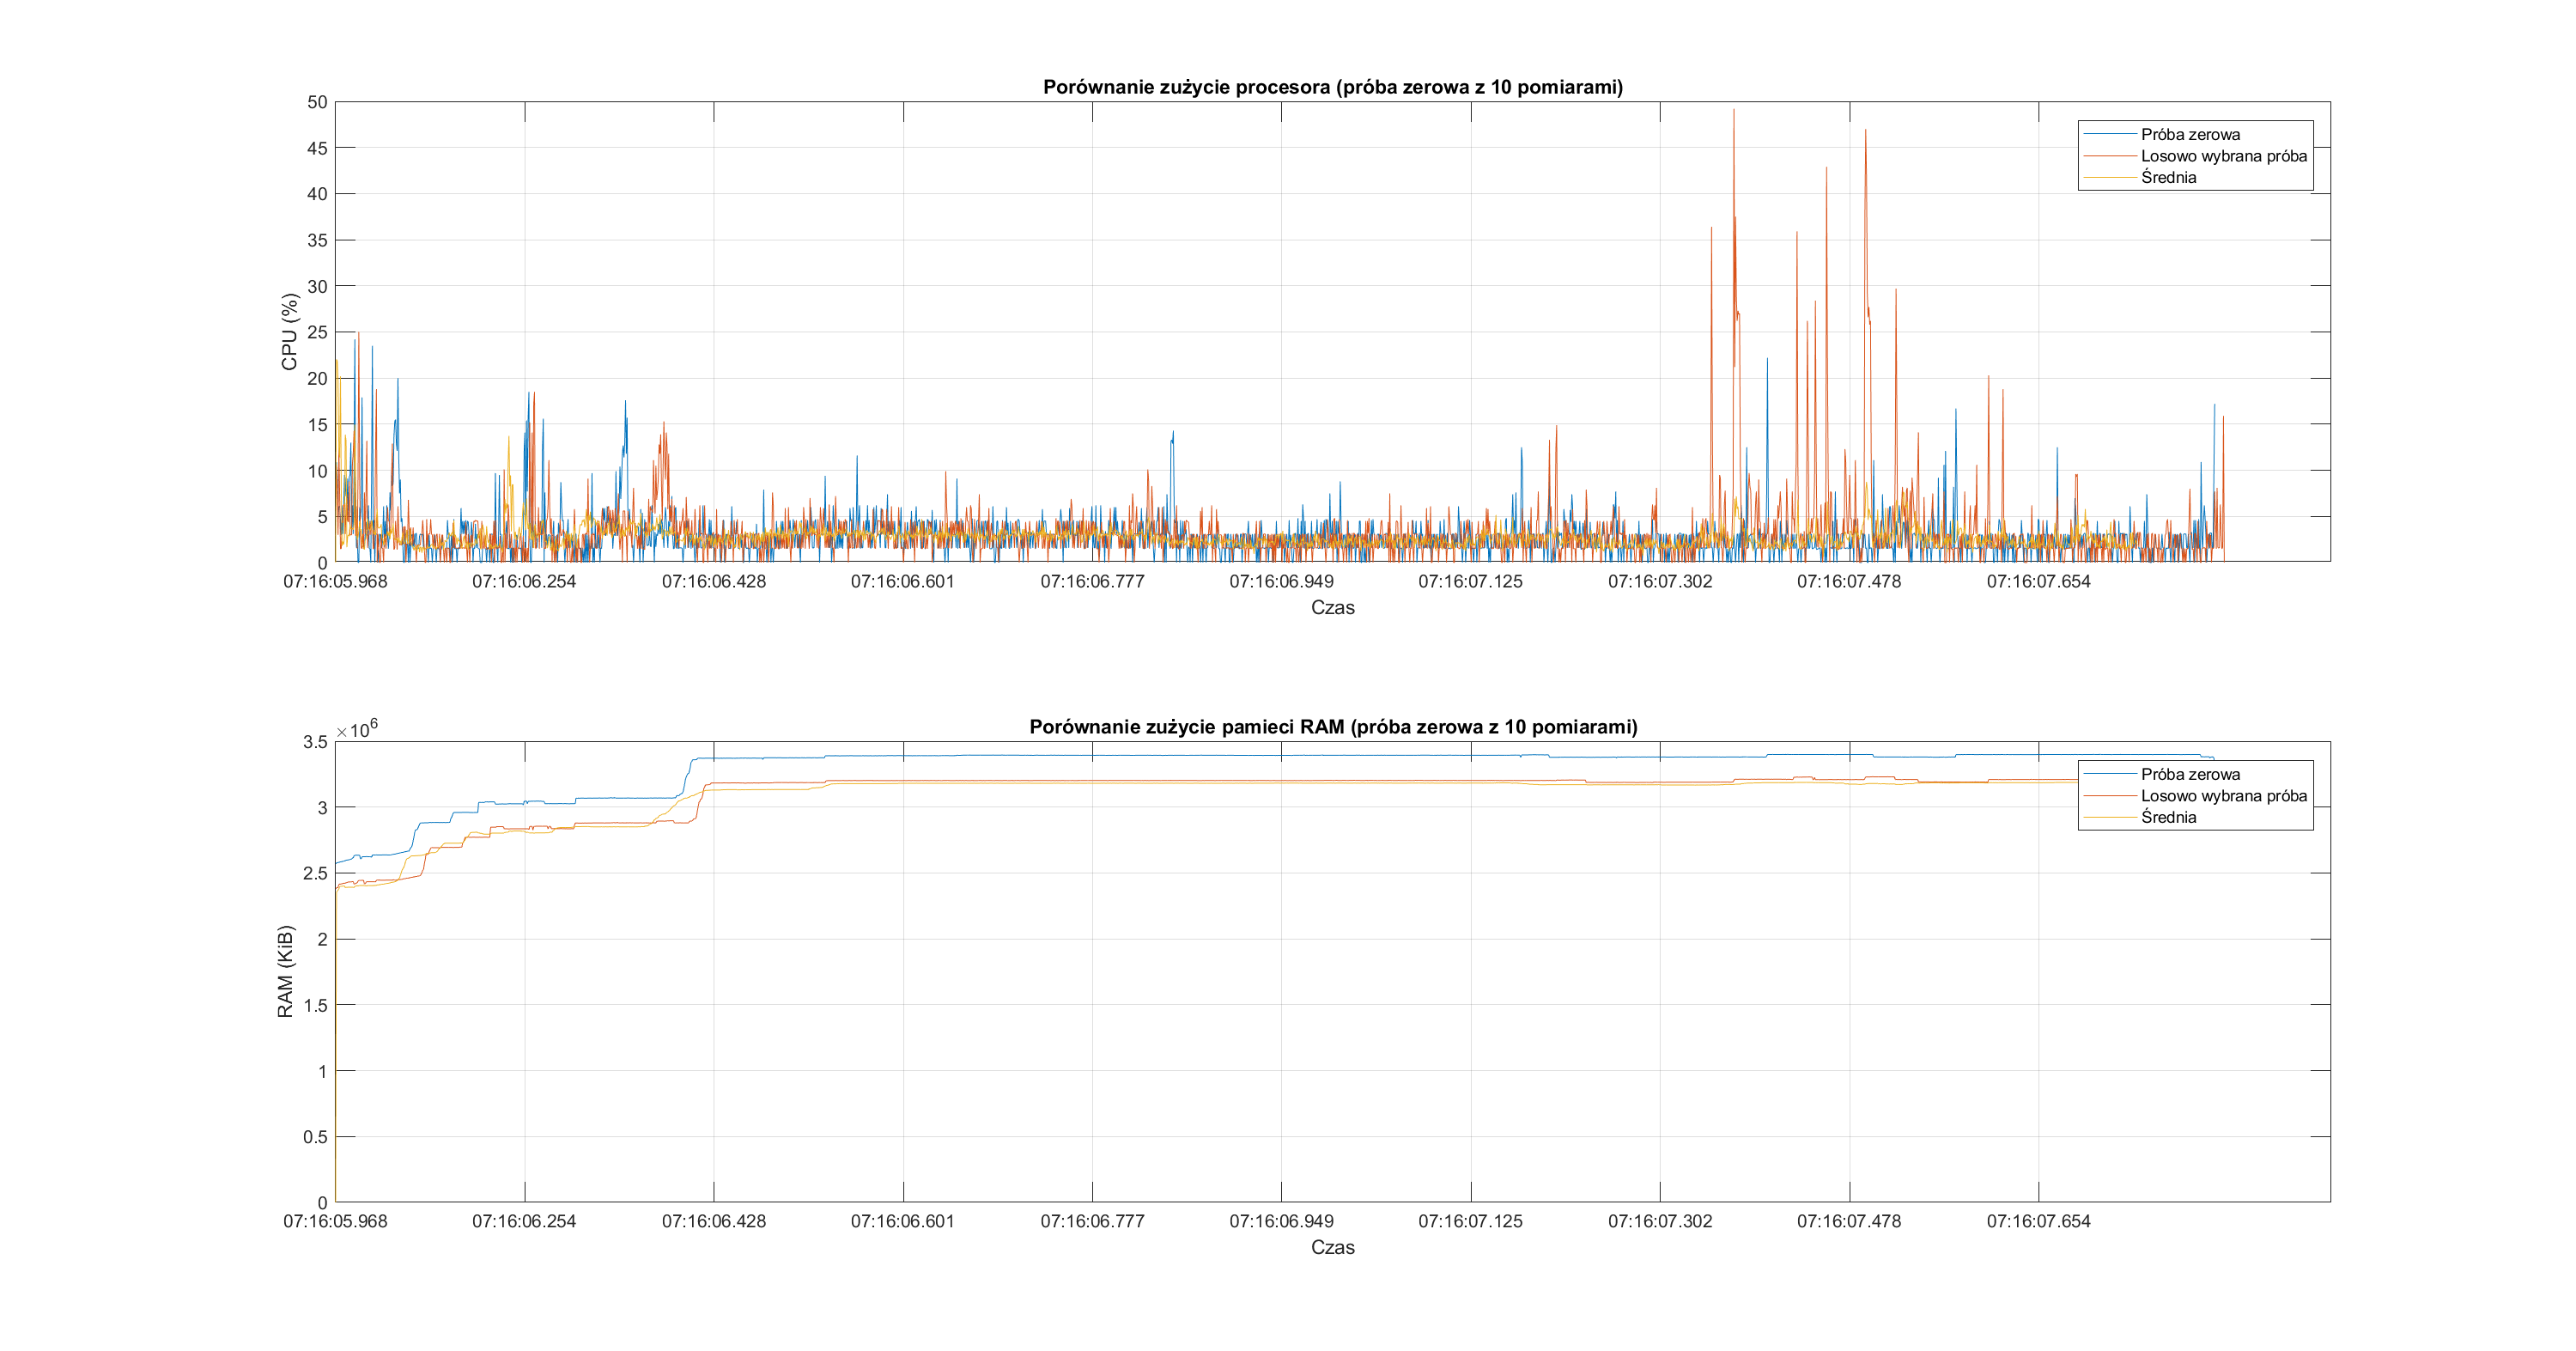 Porównanie zużycie procesora (próba zerowa z 10 pomiarami)
50
45
40
35
30
25
20
15
10
5
0
CPU (%)
Próba zerowa
Losowo wybrana próba
Średnia
07:16:05.968 07:16:06.254 07:16:06.428 07:16:06.601 07:16:06.777 07:16:06.949 07:16:07.125 07:16:07.302 07:16:07.478 07:16:07.654
Czas
Porównanie zużycie pamieci RAM (próba zerowa z 10 pomiarami)
×10^6
3.5
3
2.5
2
1.5
1
0.5
0
RAM (KiB)
Próba zerowa
Losowo wybrana próba
Średnia
07:16:05.968 07:16:06.254 07:16:06.428 07:16:06.601 07:16:06.777 07:16:06.949 07:16:07.125 07:16:07.302 07:16:07.478 07:16:07.654
Czas